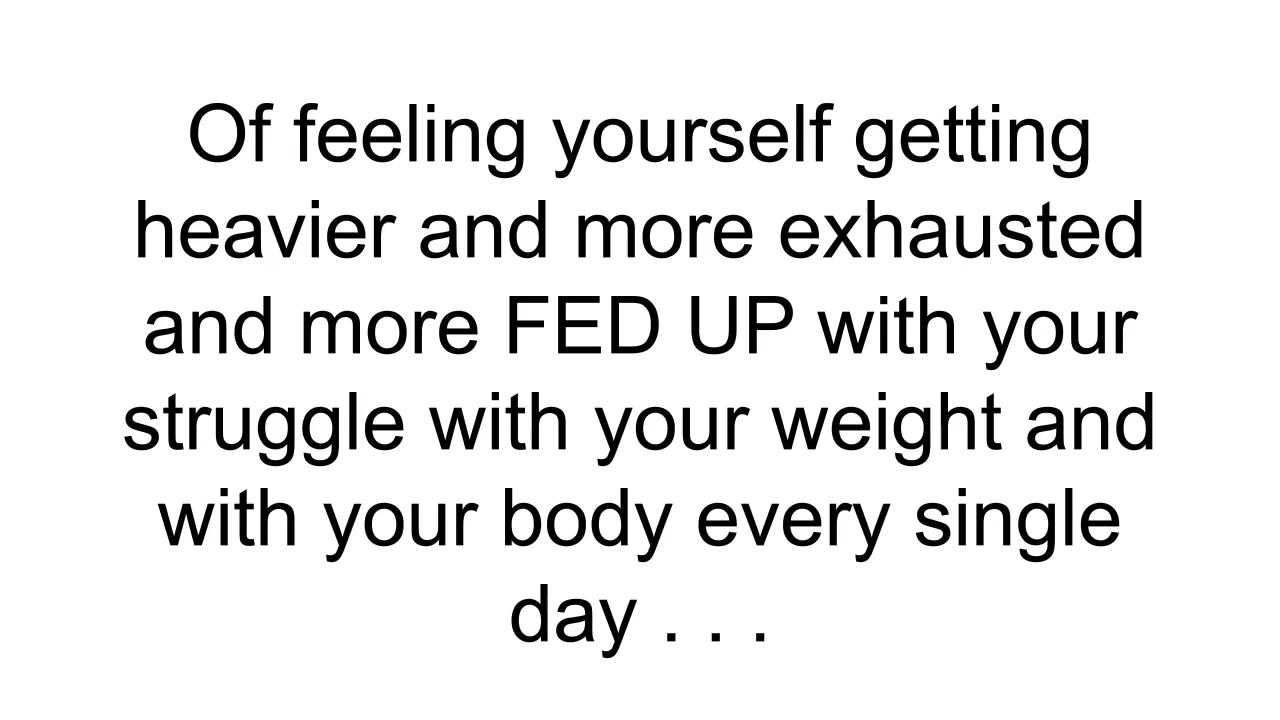 Of feeling yourself getting
heavier and more exhausted
and more FED UP with your
struggle with your weight and
with your body every single
day . . .